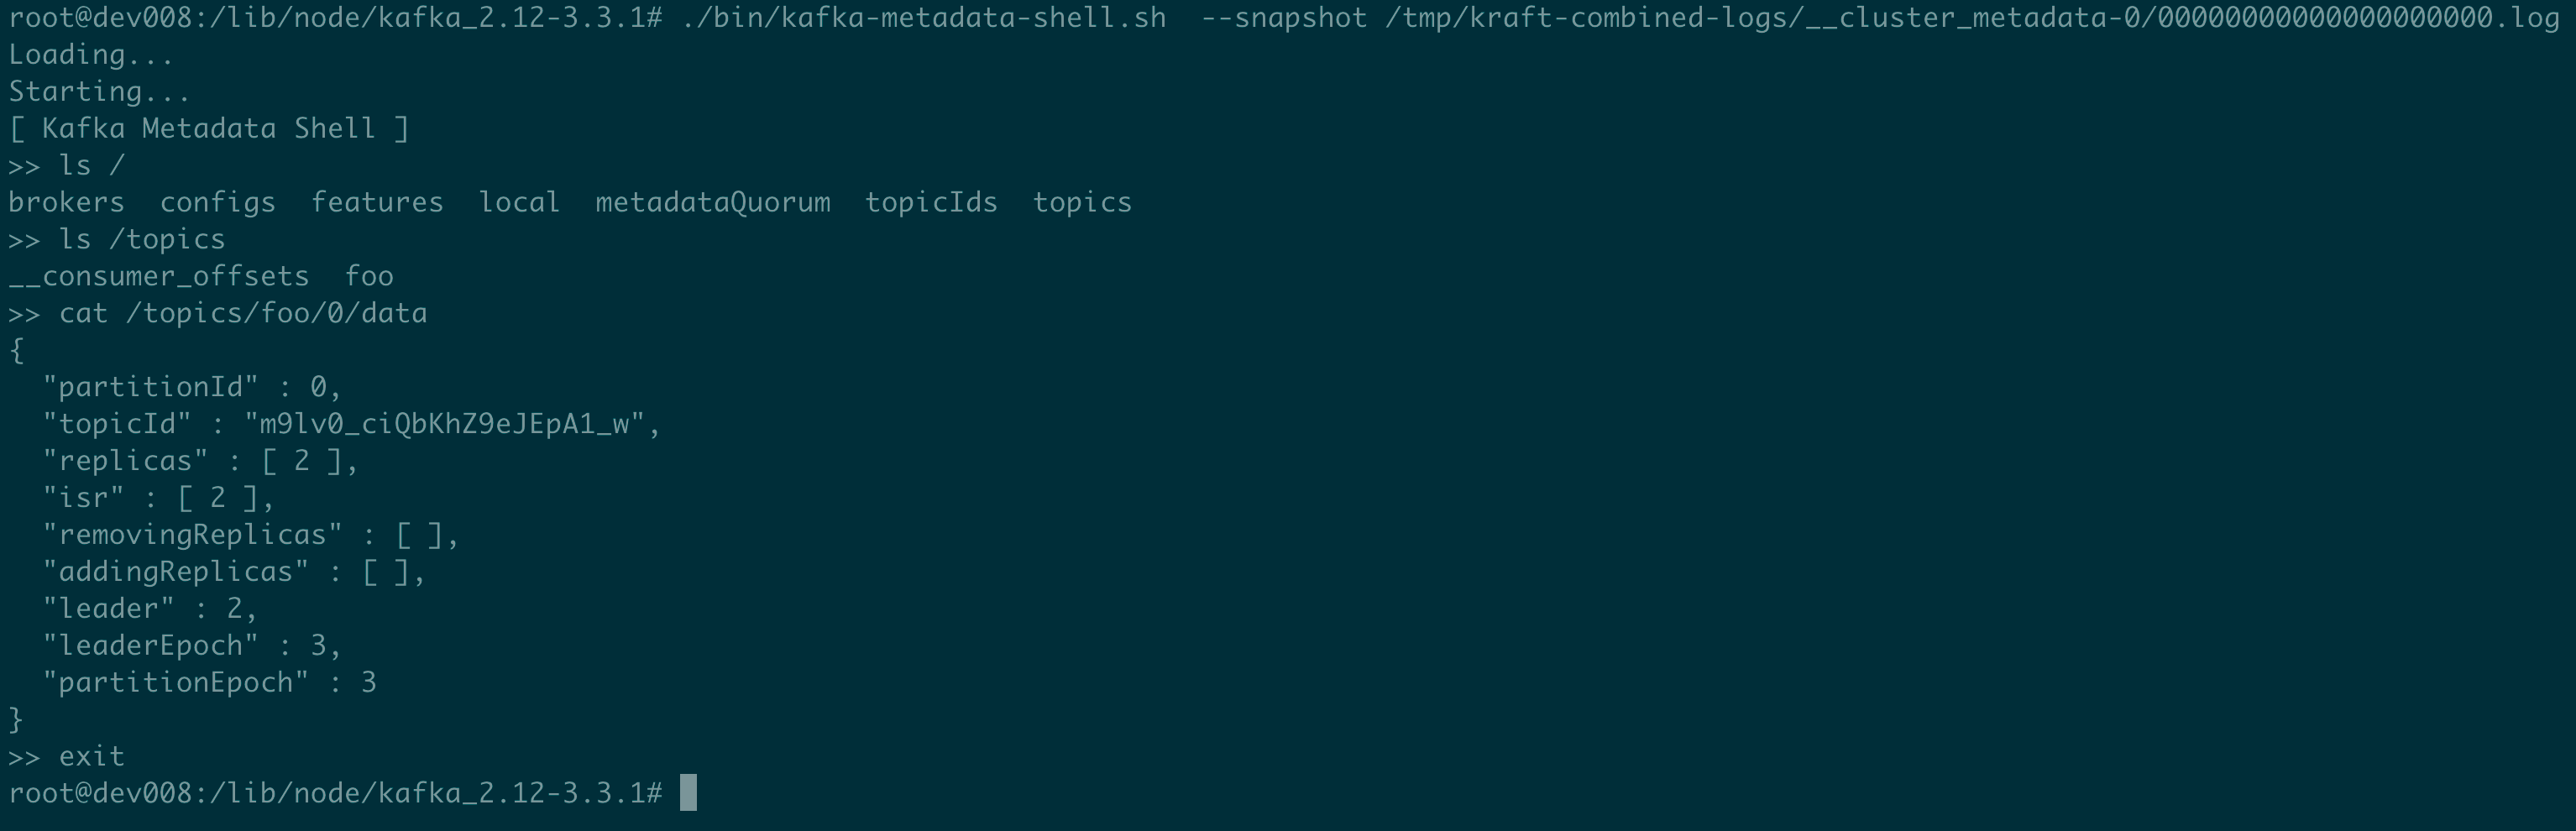 root@dev008:/lib/node/kafka_2.12-3.3.1# ./bin/kafka-metadata-shell.sh  --snapshot /tmp/kraft-combined-logs/__cluster_metadata-0/00000000000000000000.log
Loading...
Starting...
[ Kafka Metadata Shell ]
>> ls /
brokers  configs  features  local  metadataQuorum  topicIds  topics
>> ls /topics
__consumer_offsets  foo
>> cat /topics/foo/0/data
{
  "partitionId" : 0,
  "topicId" : "m9lv0_ciQbKhZ9eJEpA1_w",
  "replicas" : [ 2 ],
  "isr" : [ 2 ],
  "removingReplicas" : [ ],
  "addingReplicas" : [ ],
  "leader" : 2,
  "leaderEpoch" : 3,
  "partitionEpoch" : 3
}
>> exit
root@dev008:/lib/node/kafka_2.12-3.3.1#